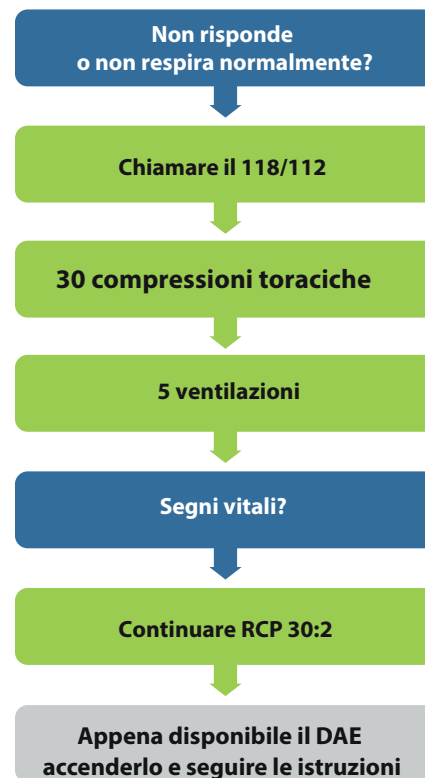 Non risponde
o non respira normalmente?
Chiamare il 118/112
30 compressioni toraciche
5 ventilazioni
Segni vitali?
Continuare RCP 30:2
Appena disponibile il DAE
accenderlo e seguire le istruzioni